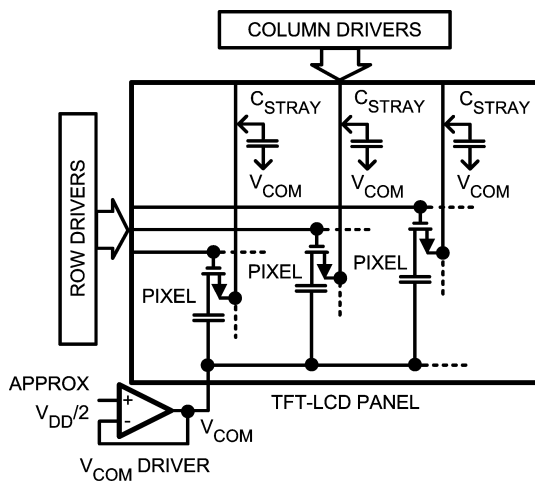 COLUMN DRIVERS
CSTRAY CSTRAY CSTRAY
VCOM VCOM VCOM
ROW DRIVERS
PIXEL PIXEL PIXEL
APPROX
VDD/2
+
-
VCOM
VCOM DRIVER
TFT-LCD PANEL